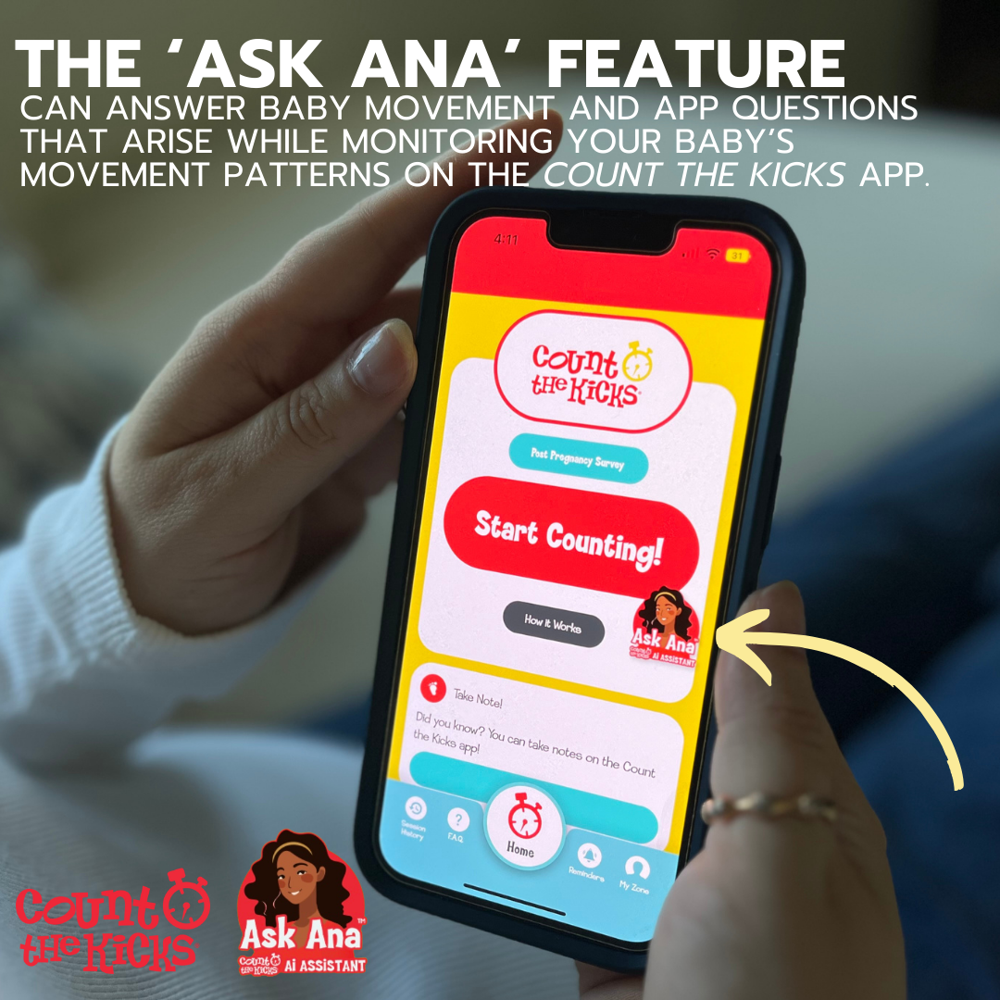 THE ‘ASK ANA’ FEATURE
CAN ANSWER BABY MOVEMENT AND APP QUESTIONS
THAT ARISE WHILE MONITORING YOUR BABY’S
MOVEMENT PATTERNS ON THE COUNT THE KICKS APP.
4:11
31
Count
the Kicks
Post Pregnancy Survey
Start Counting!
How it Works
Ask Ana
Count the Kicks AI ASSISTANT
Take Note!
Did you know? You can take notes on the Count
the Kicks app!
Session
History
F.A.Q.
Home
Reminders
My Zone
Count
the Kicks
Ask Ana™
Count the Kicks AI ASSISTANT